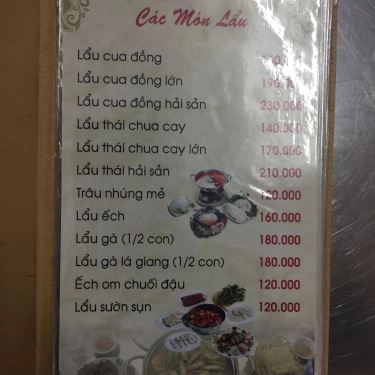 Các Món Lẩu
Lẩu cua đồng
Lẩu cua đồng lớn
Lẩu cua đồng hải sản 230.000
Lẩu thái chua cay 140.000
Lẩu thái chua cay lớn 170.000
Lẩu thái hải sản 210.000
Trâu nhúng mẻ
Lẩu ếch 160.000
Lẩu gà (1/2 con) 180.000
Lẩu gà lá giang (1/2 con) 180.000
Ếch om chuối đậu 120.000
Lẩu sườn sụn 120.000